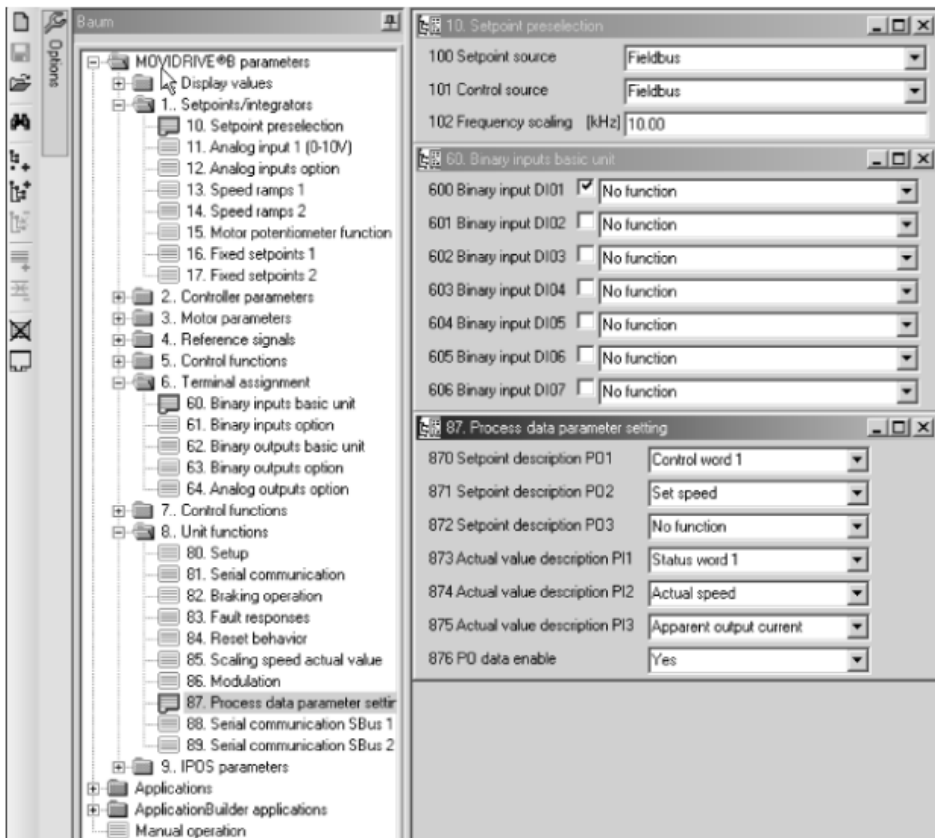 Options
Baum
MOVIDRIVE®B parameters
Display values
1.. Setpoints/integrators
10. Setpoint preselection
11. Analog input 1 (0-10V)
12. Analog inputs option
13. Speed ramps 1
14. Speed ramps 2
15. Motor potentiometer function
16. Fixed setpoints 1
17. Fixed setpoints 2
2.. Controller parameters
3.. Motor parameters
4.. Reference signals
5.. Control functions
6.. Terminal assignment
60. Binary inputs basic unit
61. Binary inputs option
62. Binary outputs basic unit
63. Binary outputs option
64. Analog outputs option
7.. Control functions
8.. Unit functions
80. Setup
81. Serial communication
82. Braking operation
83. Fault responses
84. Reset behavior
85. Scaling speed actual value
86. Modulation
87. Process data parameter settir
88. Serial communication SBus 1
89. Serial communication SBus 2
9.. IPOS parameters
Applications
ApplicationBuilder applications
Manual operation
10. Setpoint preselection
100 Setpoint source Fieldbus
101 Control source Fieldbus
102 Frequency scaling [kHz] 10.00
60. Binary inputs basic unit
600 Binary input DI01 No function
601 Binary input DI02 No function
602 Binary input DI03 No function
603 Binary input DI04 No function
604 Binary input DI05 No function
605 Binary input DI06 No function
606 Binary input DI07 No function
87. Process data parameter setting
870 Setpoint description PO1 Control word 1
871 Setpoint description PO2 Set speed
872 Setpoint description PO3 No function
873 Actual value description PI1 Status word 1
874 Actual value description PI2 Actual speed
875 Actual value description PI3 Apparent output current
876 PO data enable Yes